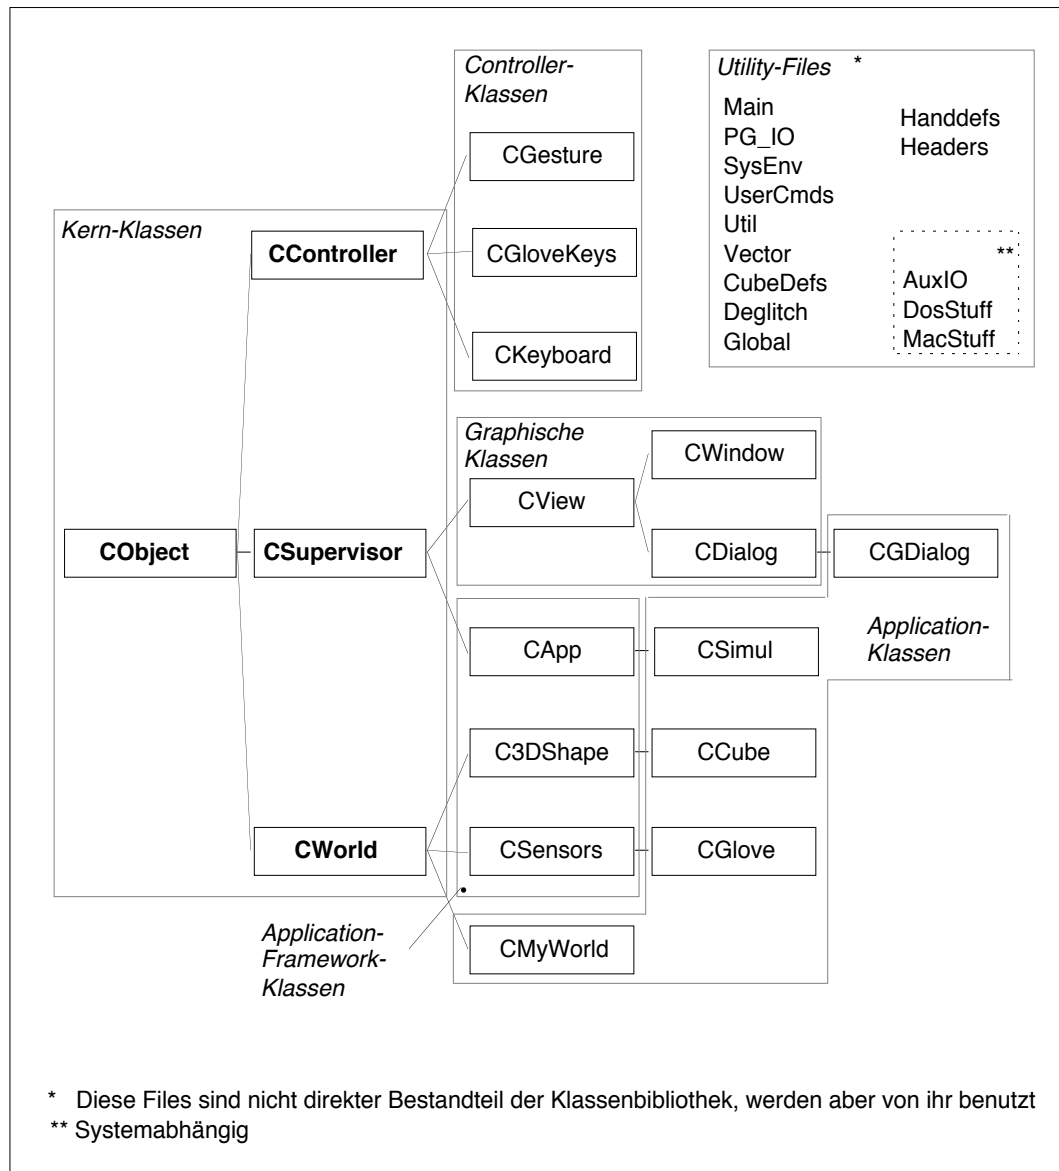 Controller-
Klassen
CGesture
CGloveKeys
CKeyboard
Utility-Files *
Main
PG_IO
SysEnv
UserCmds
Util
Vector
CubeDefs
Deglitch
Global
Handdefs
Headers
**
AuxIO
DosStuff
MacStuff
Kern-Klassen
CController
CObject
CSupervisor
CWorld
Graphische
Klassen
CView
CWindow
CDialog
CGDialog
Application-
Klassen
CApp
CSimul
C3DShape
CCube
CSensors
CGlove
CMyWorld
Application-
Framework-
Klassen
* Diese Files sind nicht direkter Bestandteil der Klassenbibliothek, werden aber von ihr benutzt
** Systemabhängig